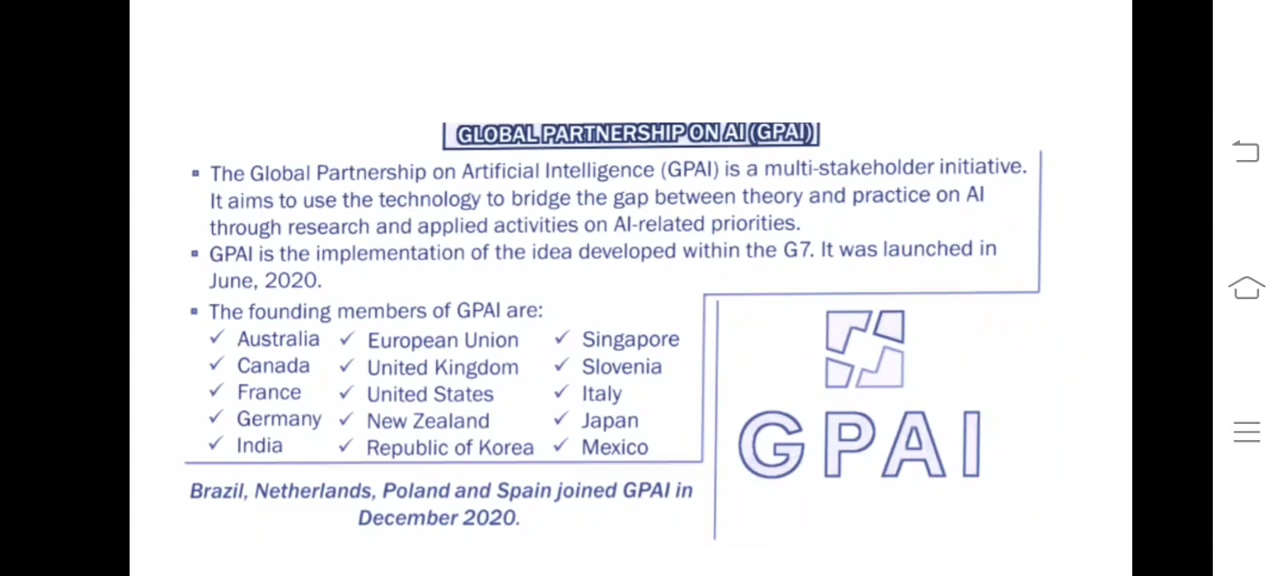 GLOBAL PARTNERSHIP ON AI (GPAI)
▪ The Global Partnership on Artificial Intelligence (GPAI) is a multi-stakeholder initiative.
It aims to use the technology to bridge the gap between theory and practice on AI
through research and applied activities on AI-related priorities.
▪ GPAI is the implementation of the idea developed within the G7. It was launched in
June, 2020.
▪ The founding members of GPAI are:
✓ Australia ✓ European Union ✓ Singapore
✓ Canada ✓ United Kingdom ✓ Slovenia
✓ France ✓ United States ✓ Italy
✓ Germany ✓ New Zealand ✓ Japan
✓ India ✓ Republic of Korea ✓ Mexico
Brazil, Netherlands, Poland and Spain joined GPAI in
December 2020.
GPAI